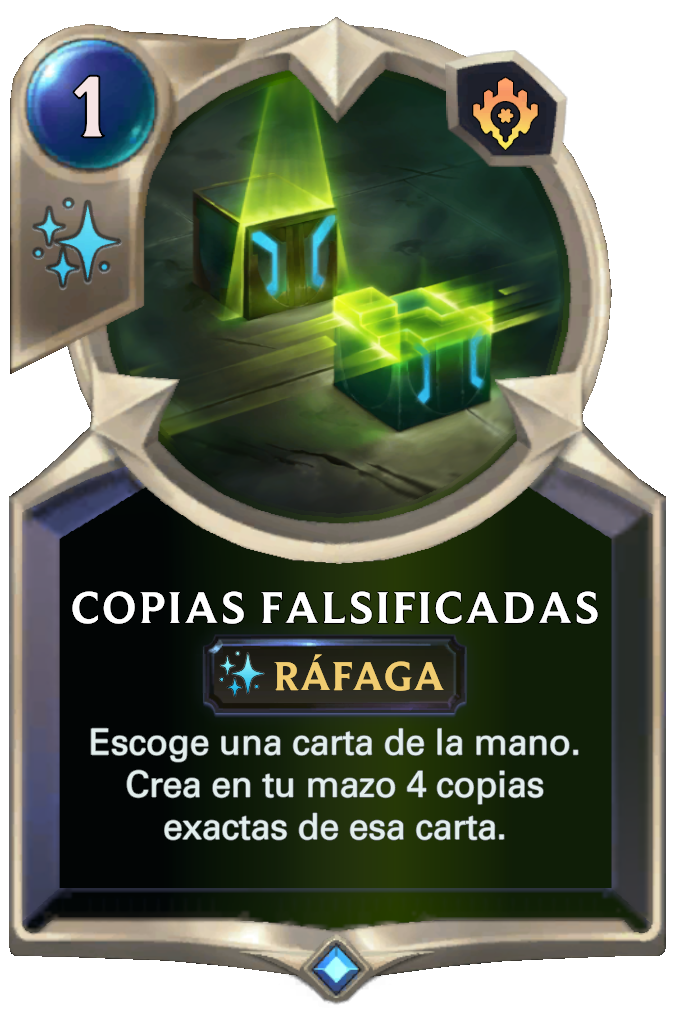 1
COPIAS FALSIFICADAS
RÁFAGA
Escoge una carta de la mano.
Crea en tu mazo 4 copias
exactas de esa carta.